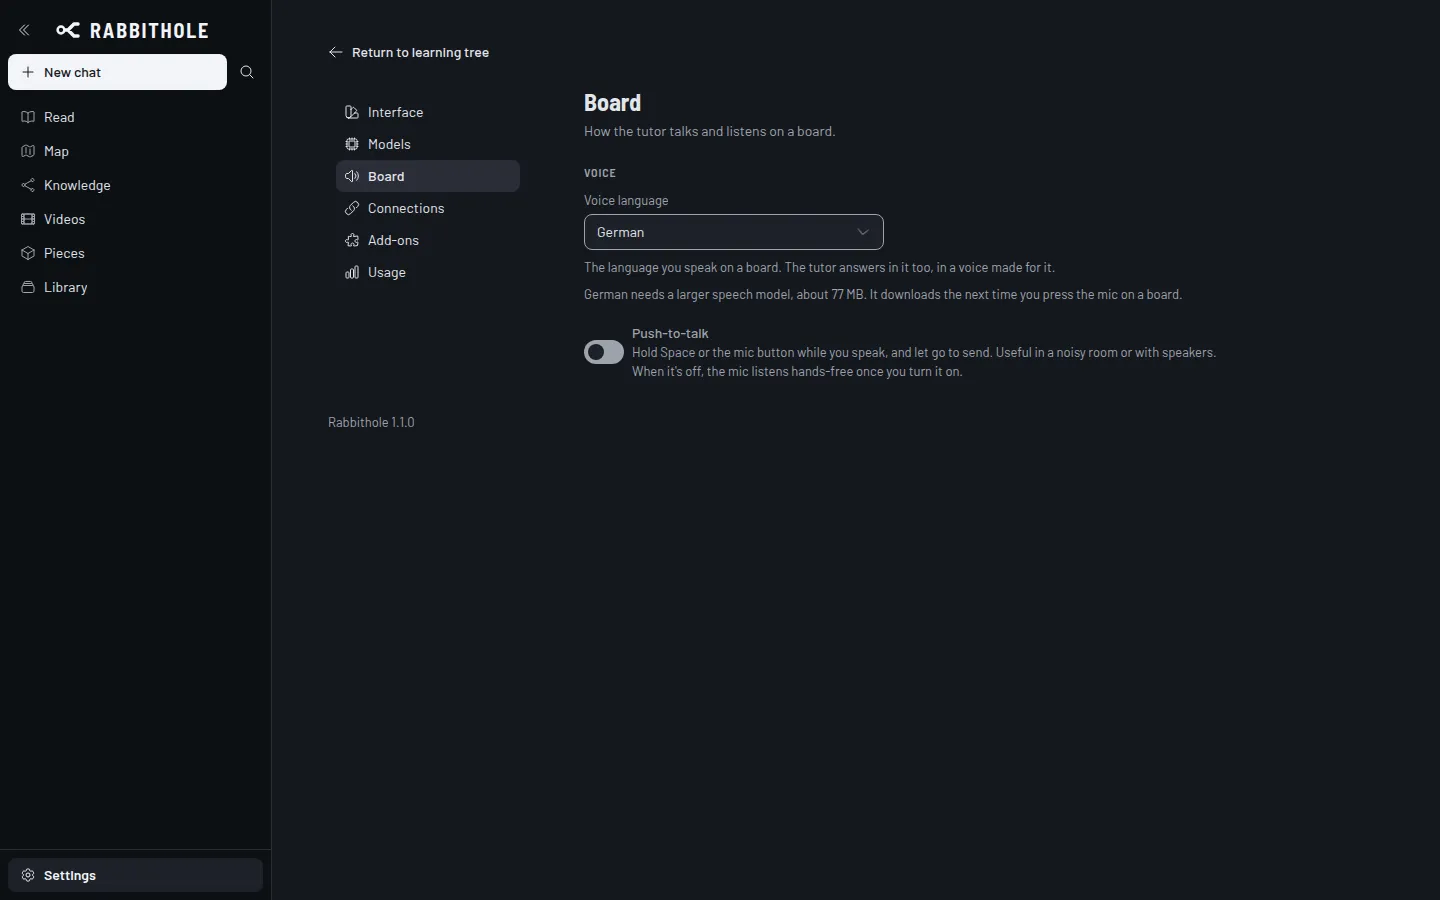 RABBITHOLE
New chat
Read
Map
Knowledge
Videos
Pieces
Library
Settings
Return to learning tree
Interface
Models
Board
Connections
Add-ons
Usage
Board
How the tutor talks and listens on a board.
VOICE
Voice language
German
The language you speak on a board. The tutor answers in it too, in a voice made for it.
German needs a larger speech model, about 77 MB. It downloads the next time you press the mic on a board.
Push-to-talk
Hold Space or the mic button while you speak, and let go to send. Useful in a noisy room or with speakers.
When it's off, the mic listens hands-free once you turn it on.
Rabbithole 1.1.0